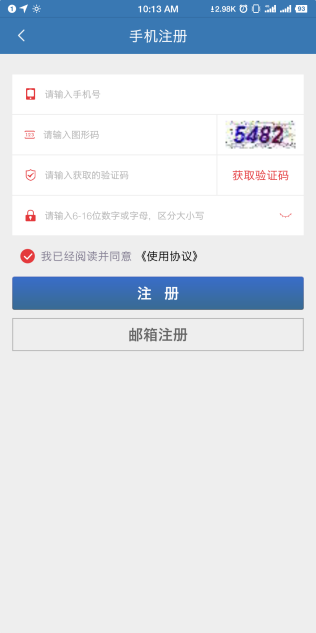 10:13 AM
2.98K
93
手机注册
请输入手机号
请输入图形码
5482
请输入获取的验证码
获取验证码
请输入6-16位数字或字母，区分大小写
我已经阅读并同意 《使用协议》
注 册
邮箱注册